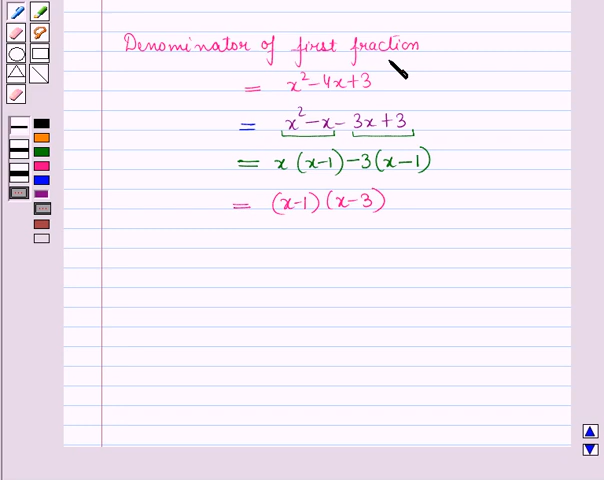 Denominator of first fraction
= x² - 4x + 3
= x² - x - 3x + 3
= x (x-1) - 3 (x-1)
= (x-1) (x-3)